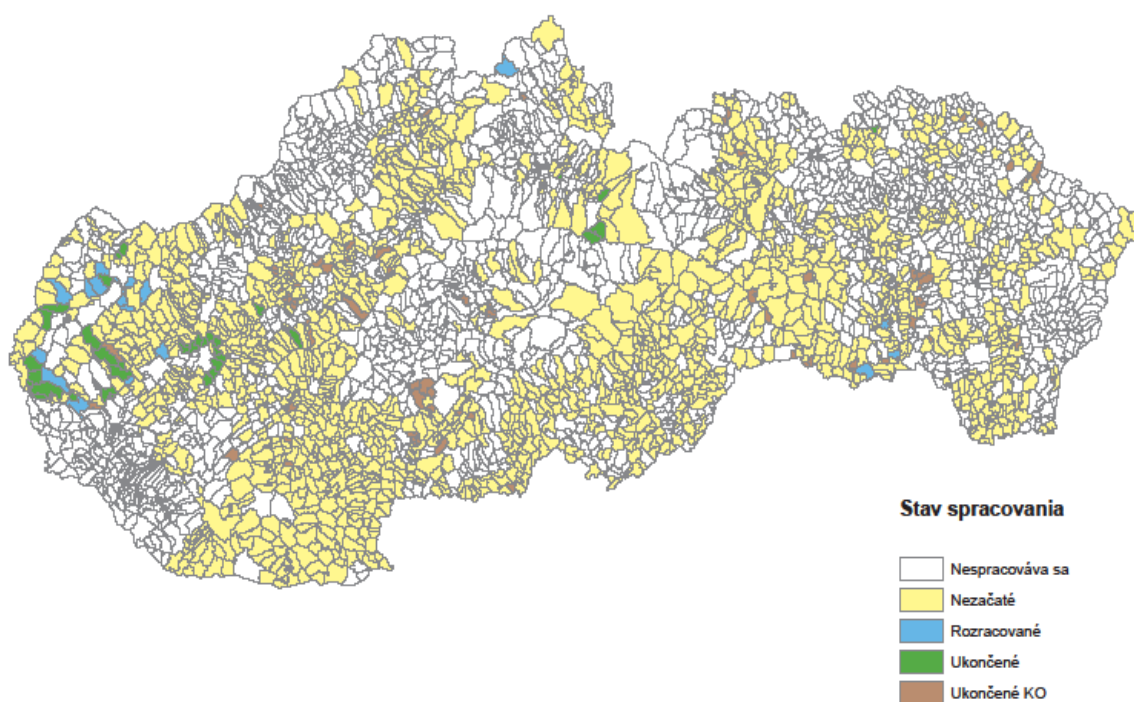 Stav spracovania
Nespracováva sa
Nezačaté
Rozracované
Ukončené
Ukončené KO